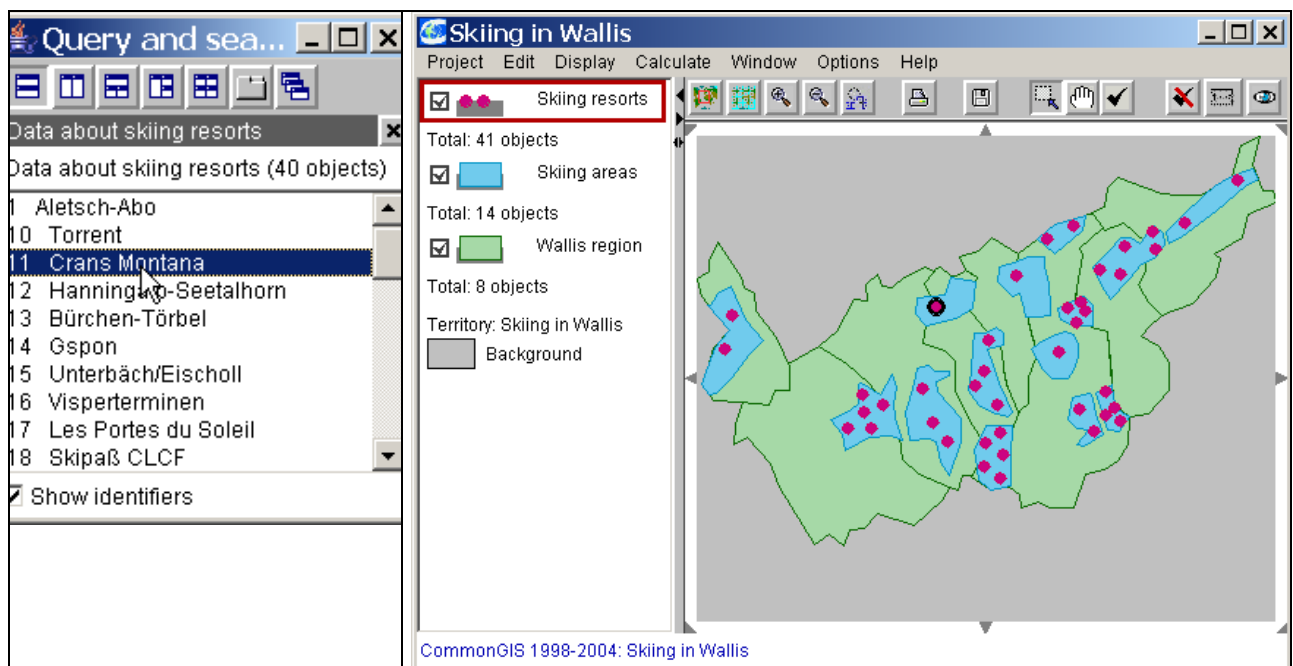 Query and sea...
Data about skiing resorts
Data about skiing resorts (40 objects)
1 Aletsch-Abo
10 Torrent
11 Crans Montana
12 Hannigalp-Seetalhorn
13 Bürchen-Törbel
14 Gspon
15 Unterbäch/Eischoll
16 Visperterminen
17 Les Portes du Soleil
18 Skipaß CLCF
Show identifiers
Skiing in Wallis
Project Edit Display Calculate Window Options Help
Skiing resorts
Total: 41 objects
Skiing areas
Total: 14 objects
Wallis region
Total: 8 objects
Territory: Skiing in Wallis
Background
CommonGIS 1998-2004: Skiing in Wallis